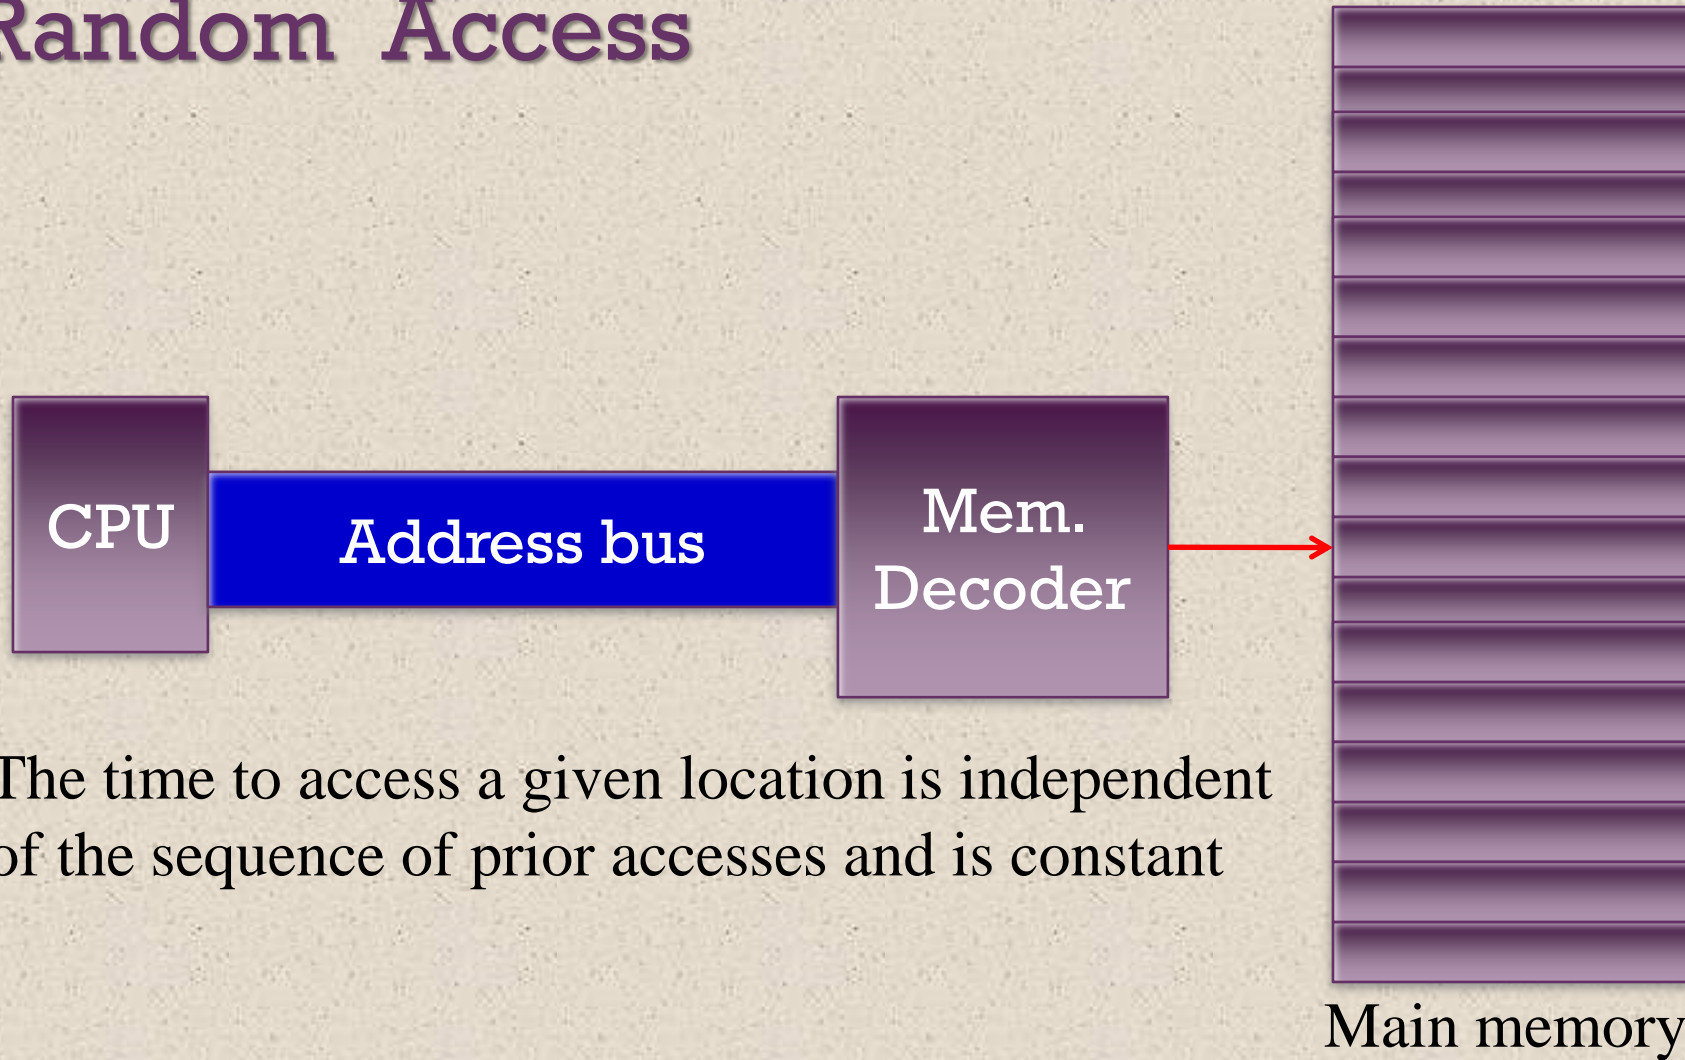 Random Access
CPU
Address bus
Mem.
Decoder
The time to access a given location is independent
of the sequence of prior accesses and is constant
Main memory